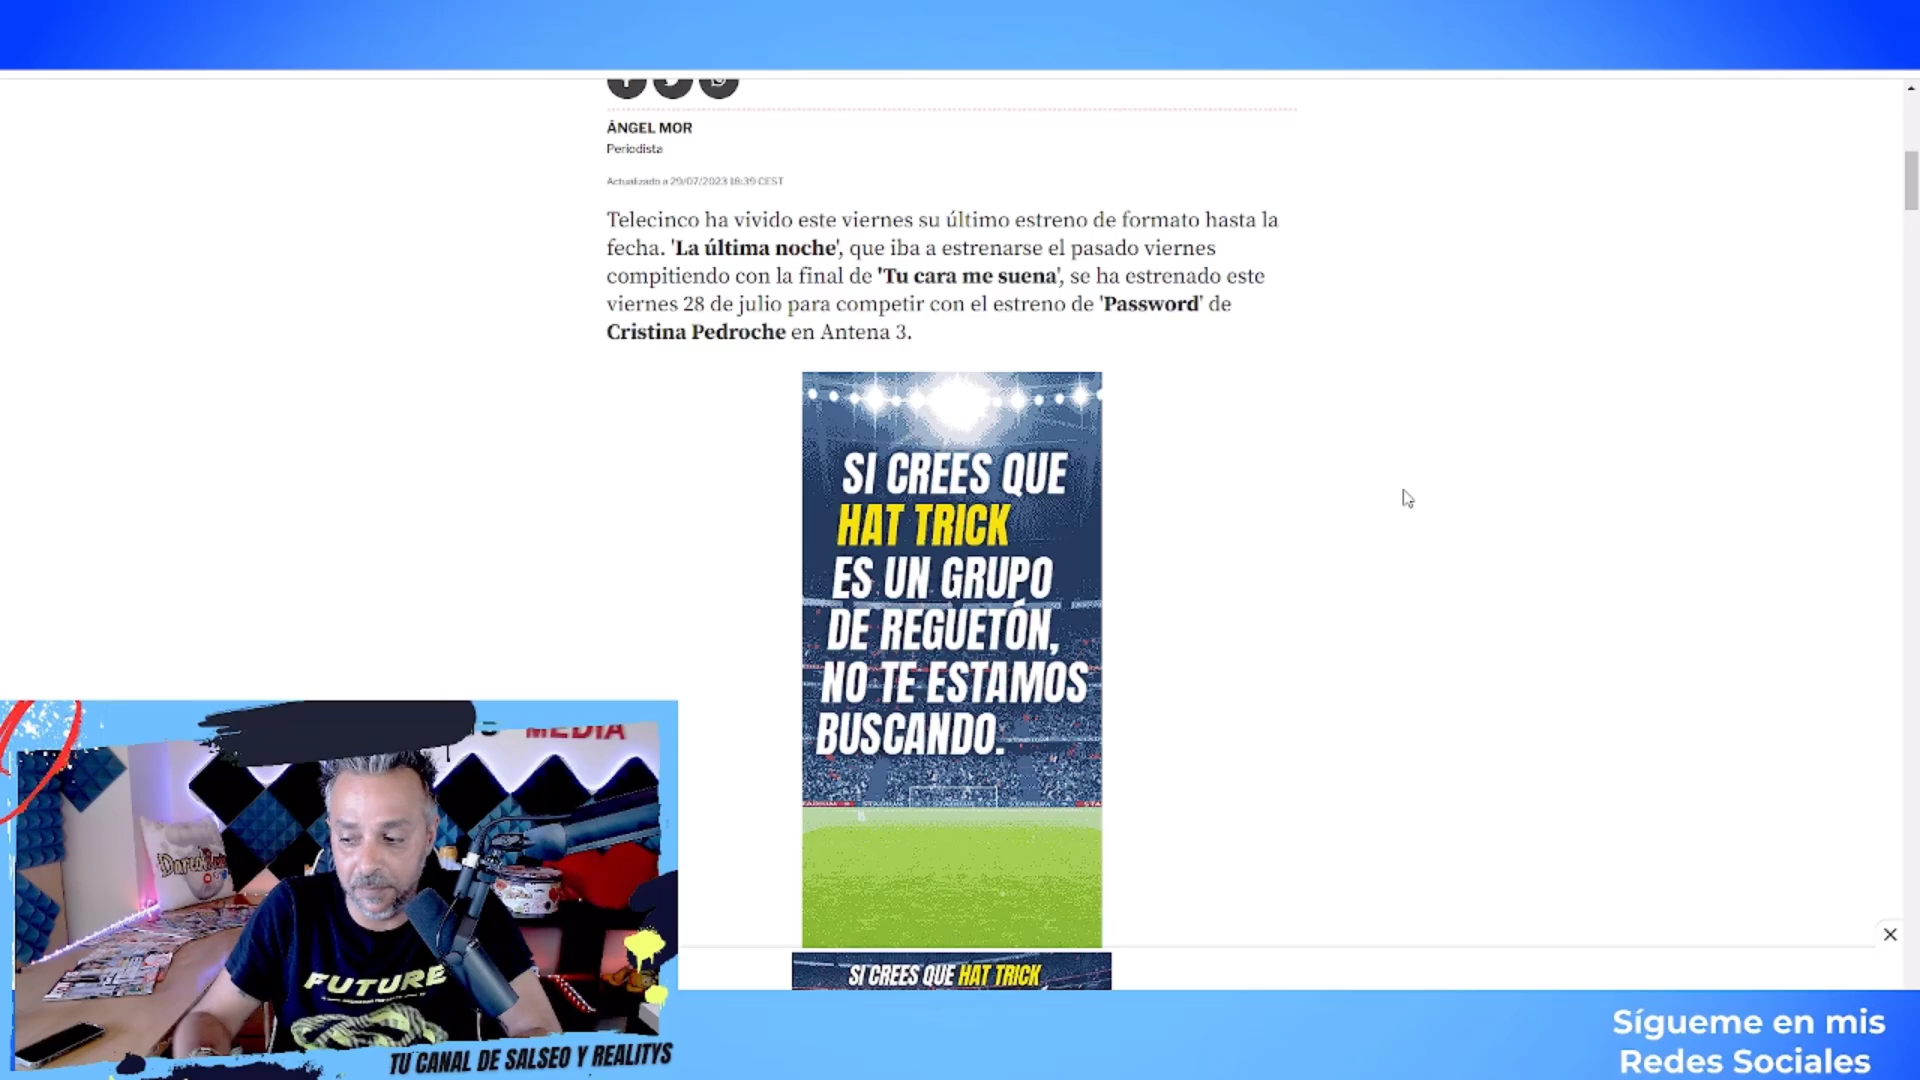 ÁNGEL MOR
Periodista
Actualizado a 29/07/2023 18:39 CEST
Telecinco ha vivido este viernes su último estreno de formato hasta la
fecha. 'La última noche', que iba a estrenarse el pasado viernes
compitiendo con la final de 'Tu cara me suena', se ha estrenado este
viernes 28 de julio para competir con el estreno de 'Password' de
Cristina Pedroche en Antena 3.
SI CREES QUE
HAT TRICK
ES UN GRUPO
DE REGUETÓN,
NO TE ESTAMOS
BUSCANDO.
STADIUM STADIUM STADIUM
SI CREES QUE HAT TRICK
MEDIA
FUTURE
TU CANAL DE SALSEO Y REALITYS
Sígueme en mis
Redes Sociales